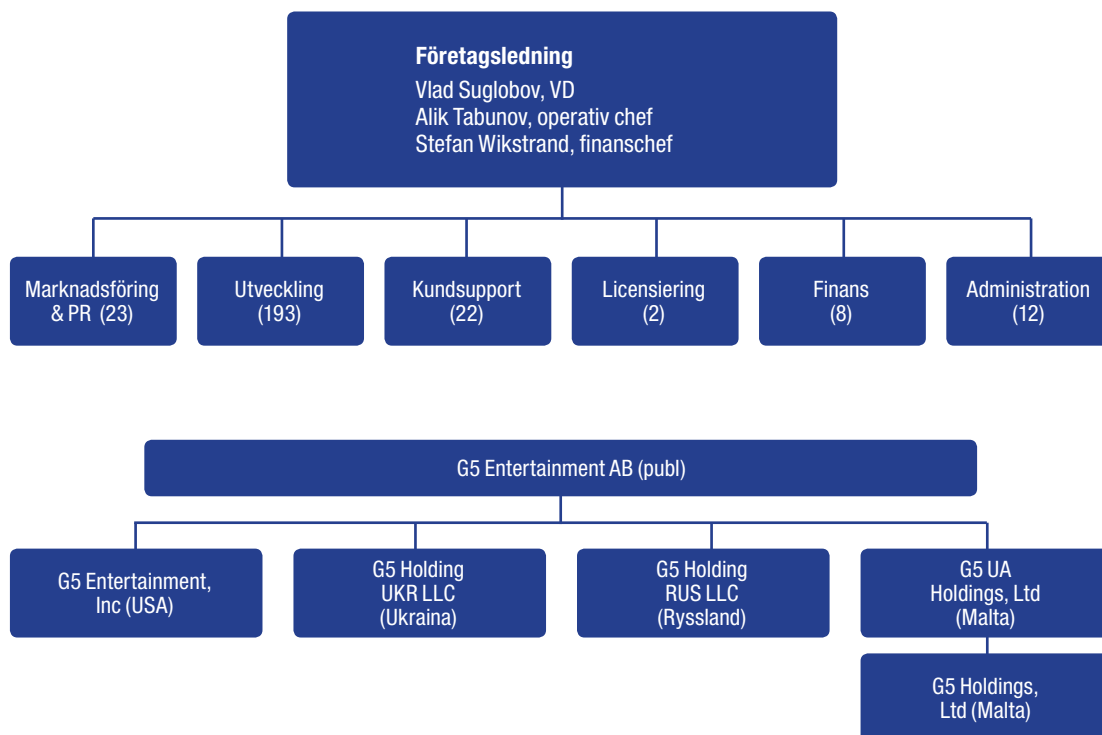 Företagsledning
Vlad Suglobov, VD
Alik Tabunov, operativ chef
Stefan Wikstrand, finanschef
Marknadsföring
& PR (23)
Utveckling
(193)
Kundsupport
(22)
Licensiering
(2)
Finans
(8)
Administration
(12)
G5 Entertainment AB (publ)
G5 Entertainment,
Inc (USA)
G5 Holding
UKR LLC
(Ukraina)
G5 Holding
RUS LLC
(Ryssland)
G5 UA
Holdings, Ltd
(Malta)
G5 Holdings,
Ltd (Malta)